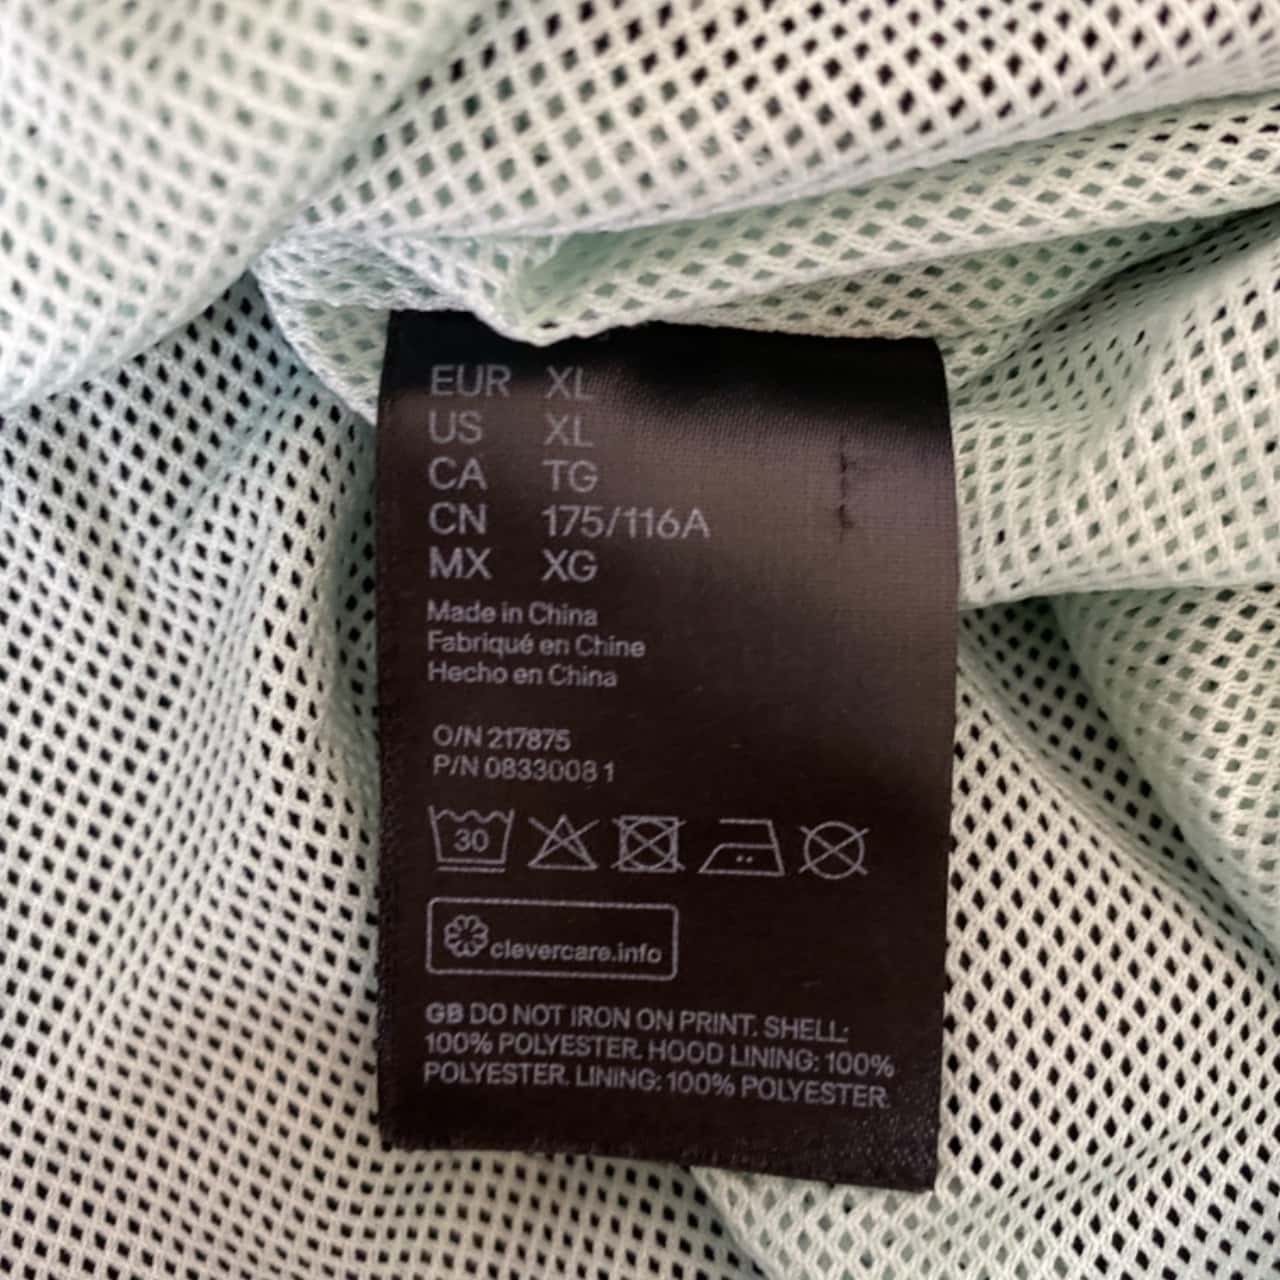 EUR XL
US XL
CA TG
CN 175/116A
MX XG
Made in China
Fabriqué en Chine
Hecho en China
O/N 217875
P/N 0833008 1
30
clevercare.info
GB DO NOT IRON ON PRINT. SHELL:
100% POLYESTER. HOOD LINING: 100%
POLYESTER. LINING: 100% POLYESTER.